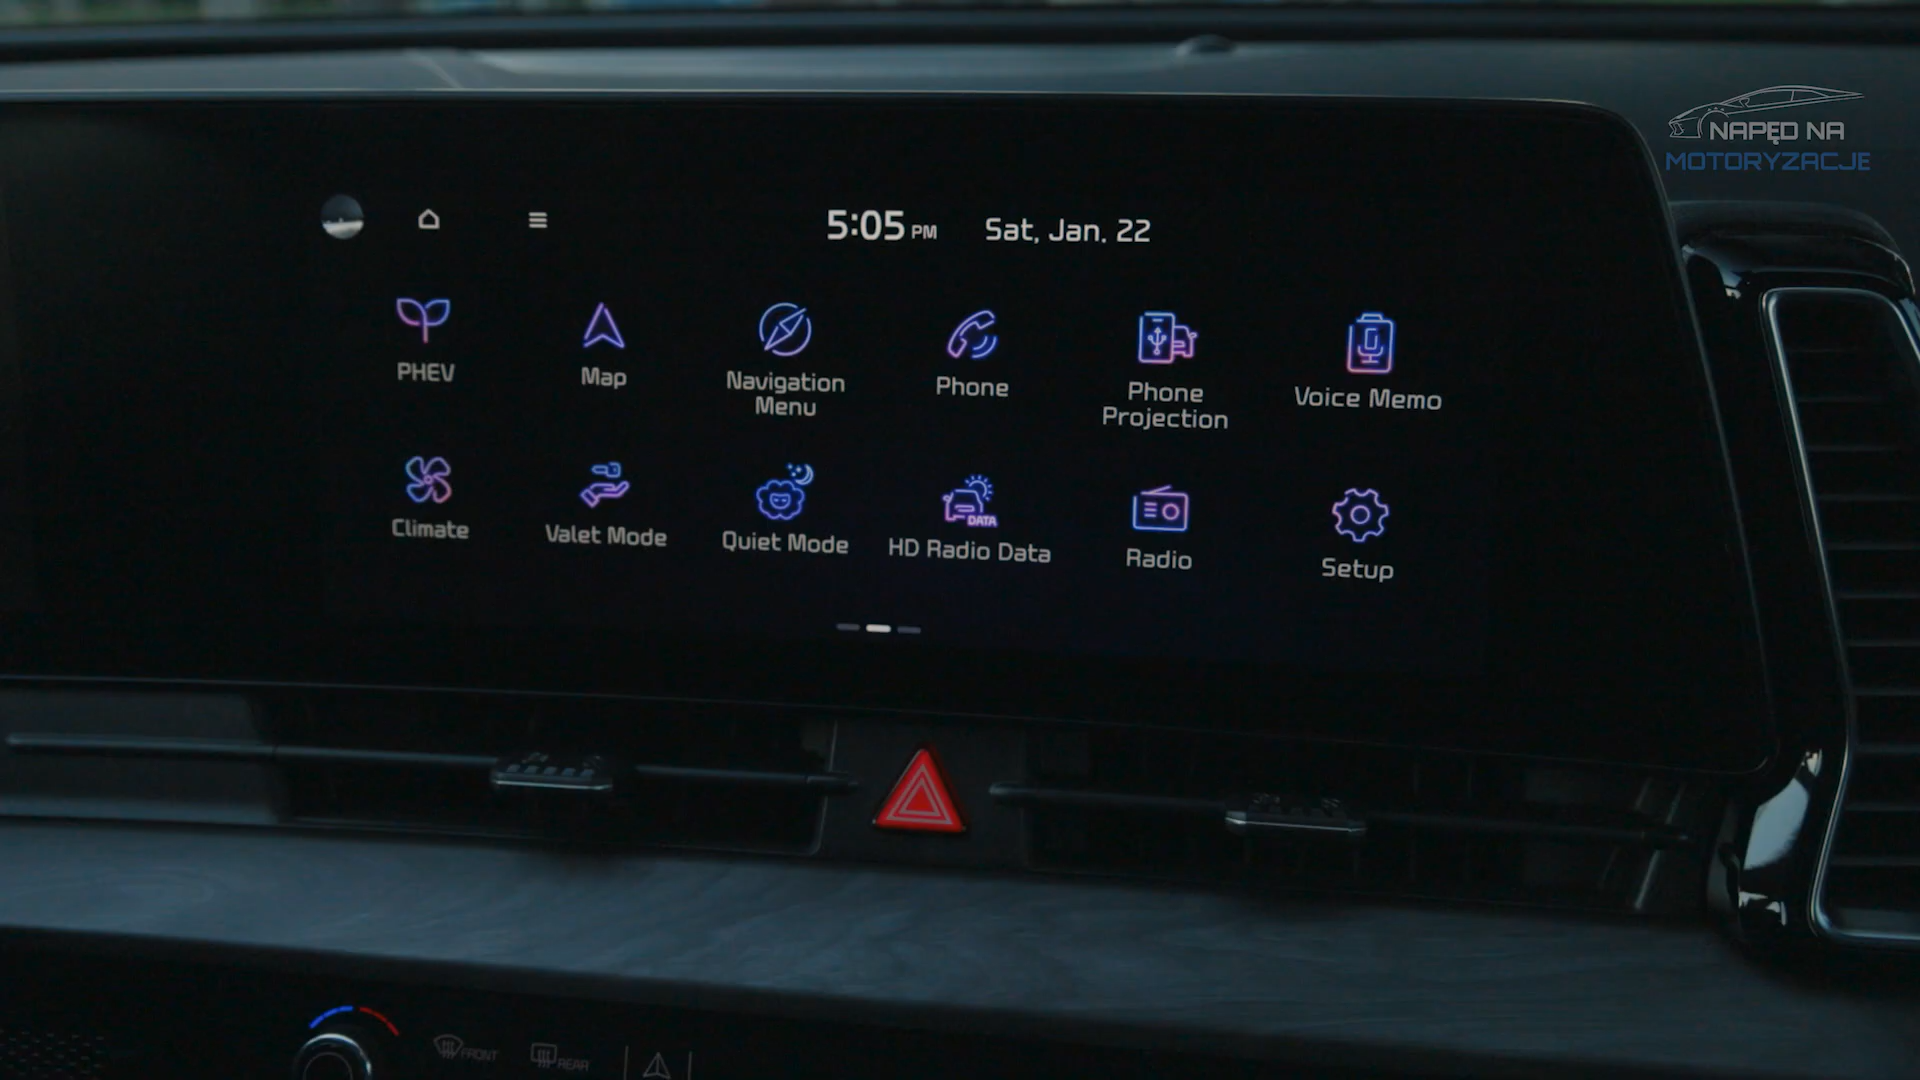 NAPĘD NA
MOTORYZACJE
5:05 PM Sat, Jan. 22
PHEV
Map
Navigation
Menu
Phone
Phone
Projection
Voice Memo
Climate
Valet Mode
Quiet Mode
DATA
HD Radio Data
Radio
Setup
FRONT
REAR